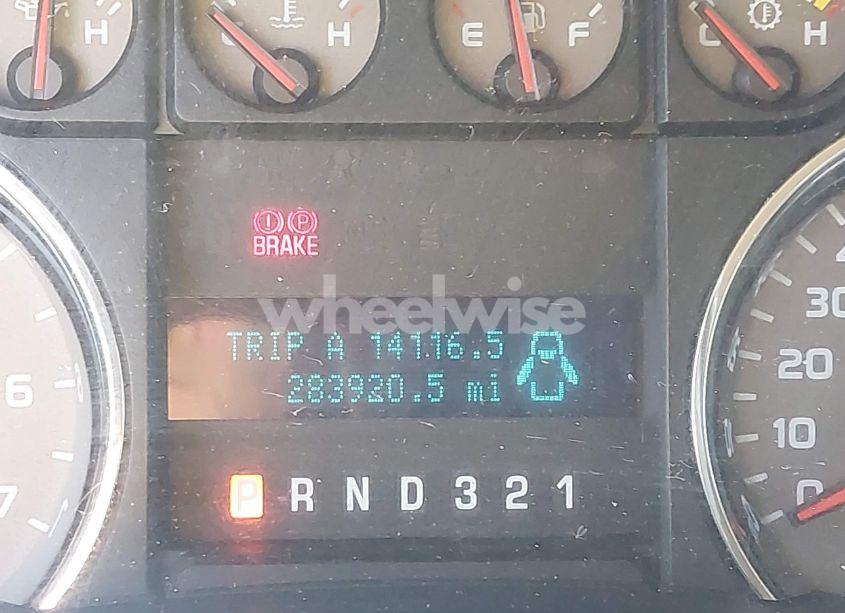 H
C H
E F
C H
P
BRAKE
wheelwise
TRIP A 14116.5
283920.5 mi
P R N D 3 2 1
6
7
30
20
10
0